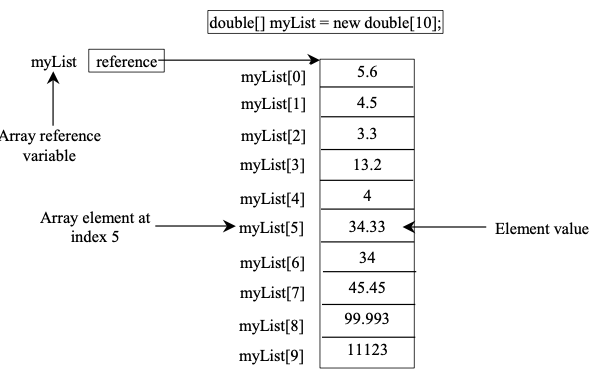 double[] myList = new double[10];
myList reference
Array reference
variable
myList[0] 5.6
myList[1] 4.5
myList[2] 3.3
myList[3] 13.2
myList[4] 4
Array element at
index 5
myList[5] 34.33
Element value
myList[6] 34
myList[7] 45.45
myList[8] 99.993
myList[9] 11123